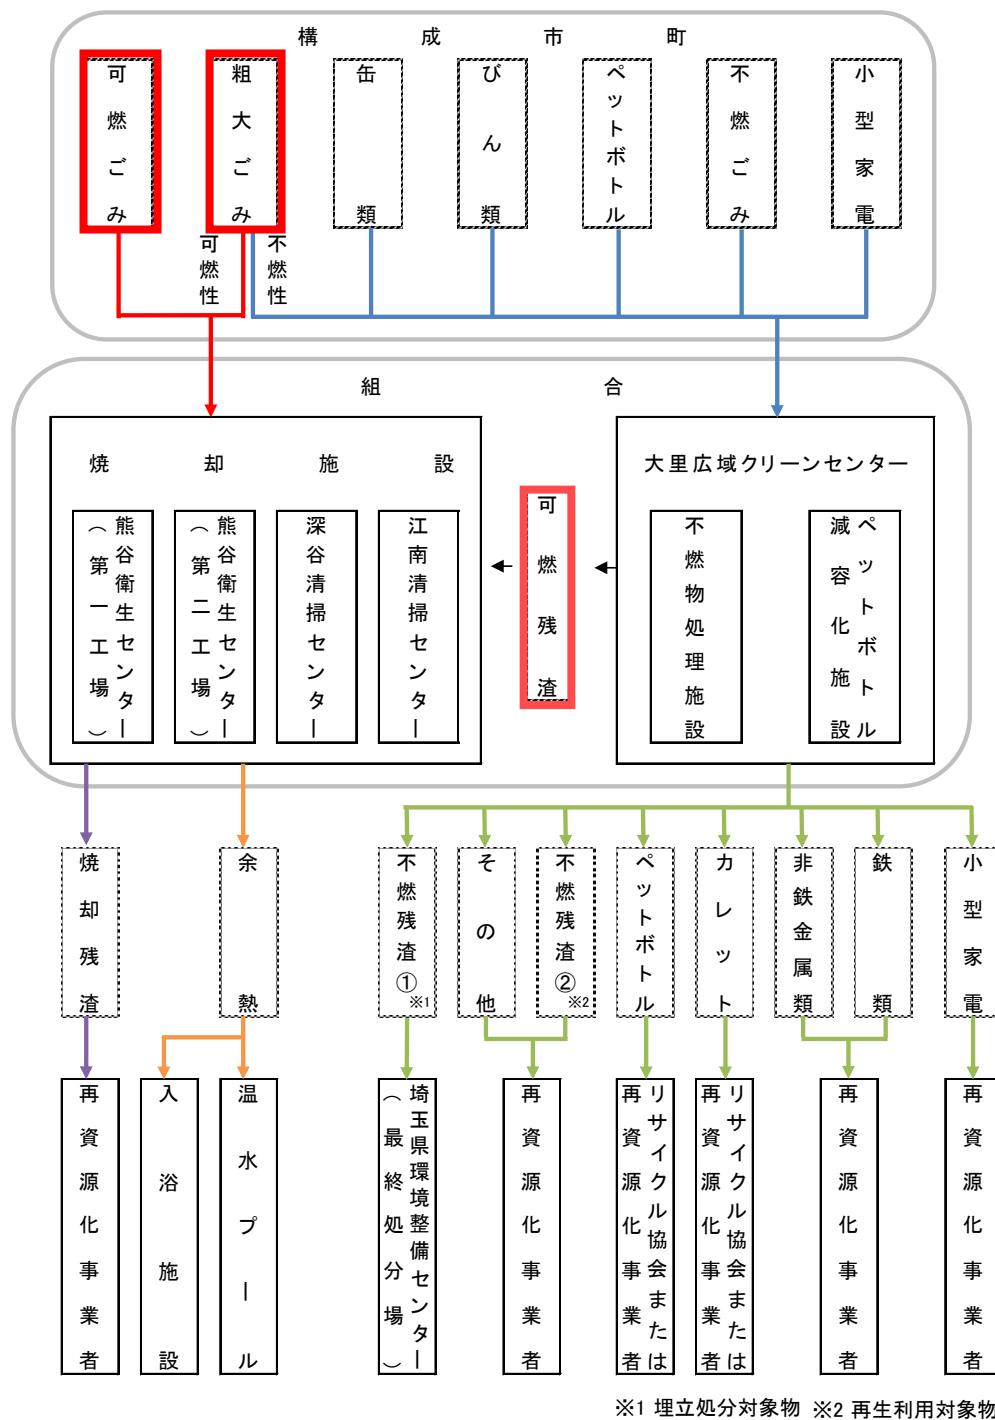 構成市町
可燃ごみ
粗大ごみ
缶類
びん類
ペットボトル
不燃ごみ
小型家電
可燃性
不燃性
組合
焼却施設
熊谷衛生センター
（第一工場）
熊谷衛生センター
（第二工場）
深谷清掃センター
江南清掃センター
可燃残渣
大里広域クリーンセンター
不燃物処理施設
ペットボトル
減容化施設
焼却残渣
余熱
不燃残渣①※1
その他
不燃残渣②※2
ペットボトル
カレット
非鉄金属類
鉄類
小型家電
再資源化事業者
入浴施設
温水プール
埼玉県環境整備センター
（最終処分場）
再資源化事業者
リサイクル協会または
再資源化事業者
リサイクル協会または
再資源化事業者
再資源化事業者
再資源化事業者
※1 埋立処分対象物 ※2 再生利用対象物